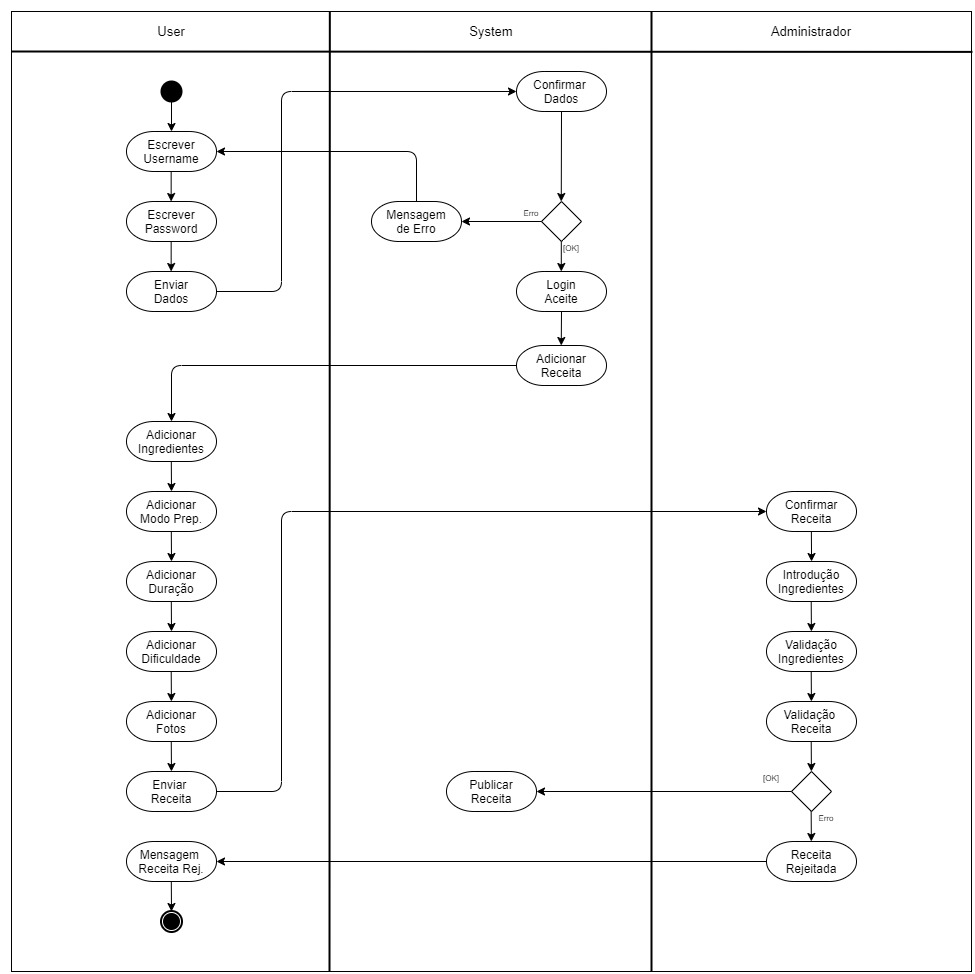 User
System
Administrador
Confirmar
Dados
Escrever
Username
Escrever
Password
Mensagem
de Erro
Erro
[OK]
Enviar
Dados
Login
Aceite
Adicionar
Receita
Adicionar
Ingredientes
Adicionar
Modo Prep.
Confirmar
Receita
Adicionar
Duração
Introdução
Ingredientes
Adicionar
Dificuldade
Validação
Ingredientes
Adicionar
Fotos
Validação
Receita
Enviar
Receita
Publicar
Receita
[OK]
Erro
Mensagem
Receita Rej.
Receita
Rejeitada